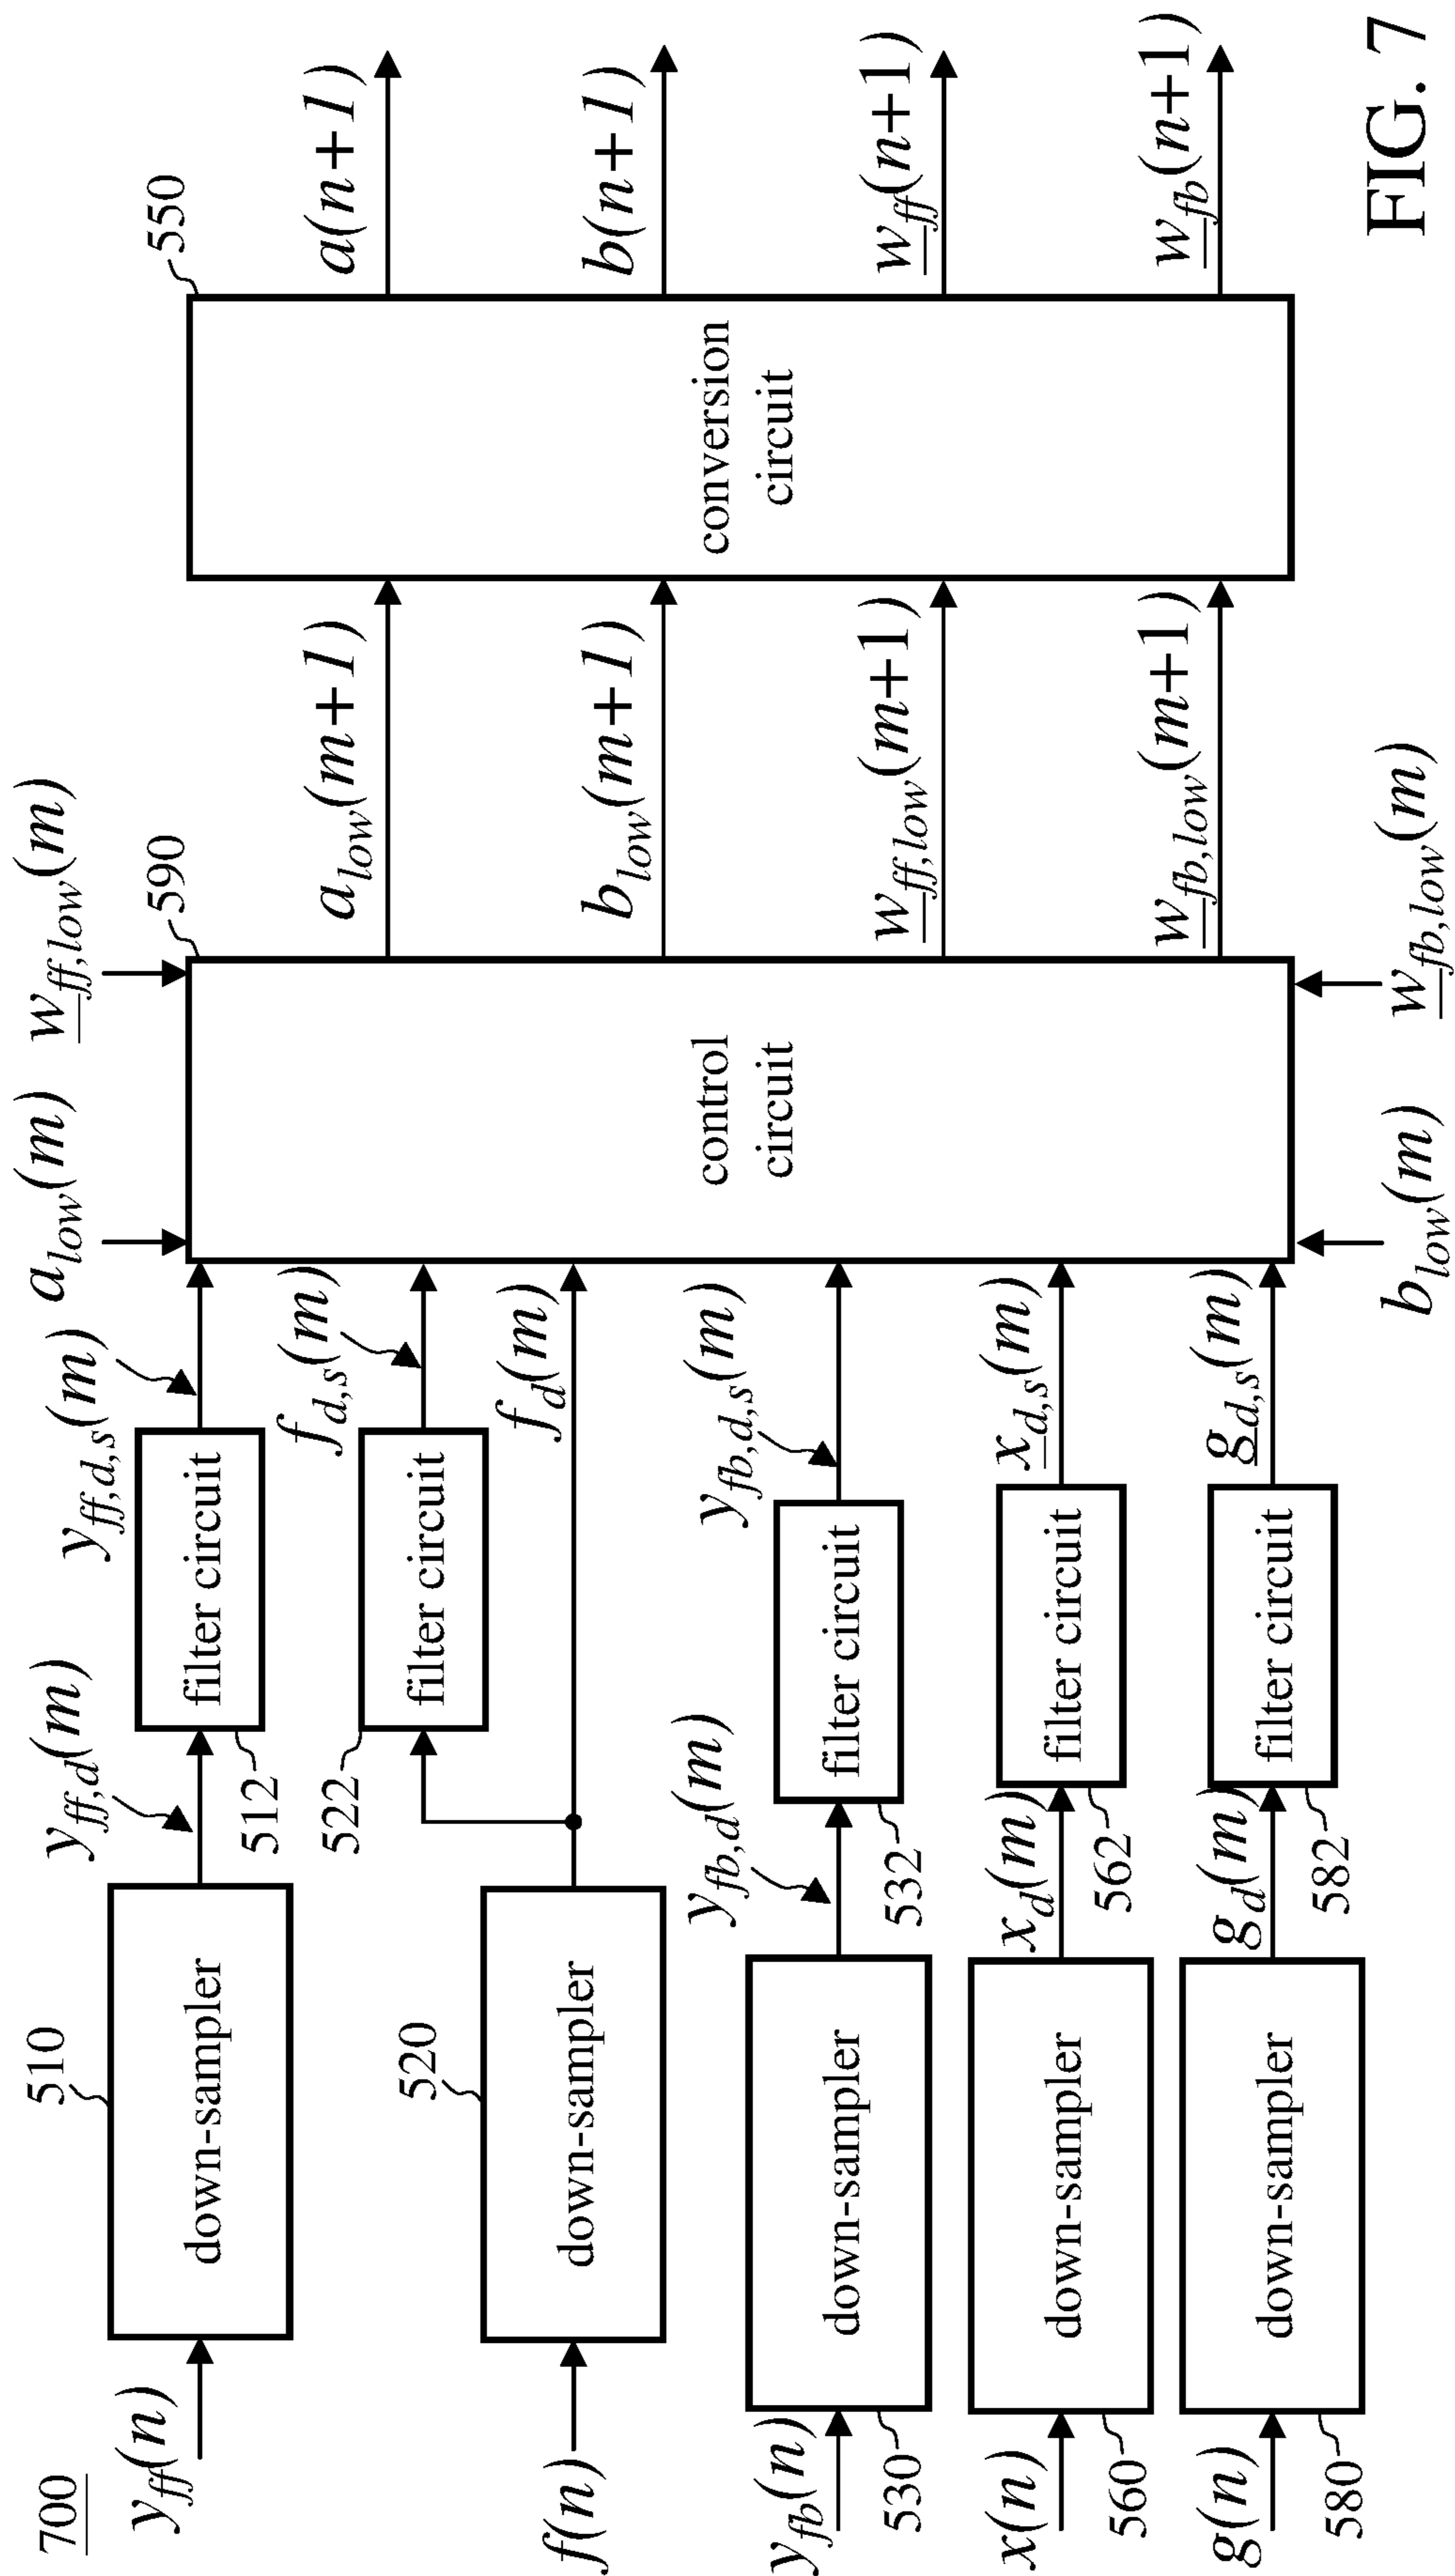 700
y_ff(n)
510
down-sampler
y_ff,d(m)
512
filter circuit
y_ff,d,s(m)
f(n)
520
down-sampler
522
filter circuit
f_d,s(m)
f_d(m)
y_fb(n)
530
down-sampler
y_fb,d(m)
532
filter circuit
y_fb,d,s(m)
x(n)
560
down-sampler
x_d(m)
562
filter circuit
x_d,s(m)
g(n)
580
down-sampler
g_d(m)
582
filter circuit
g_d,s(m)
a_low(m)
w_ff,low(m)
590
control
circuit
b_low(m)
w_fb,low(m)
a_low(m+1)
b_low(m+1)
w_ff,low(m+1)
w_fb,low(m+1)
550
conversion
circuit
a(n+1)
b(n+1)
w_ff(n+1)
w_fb(n+1)
FIG. 7